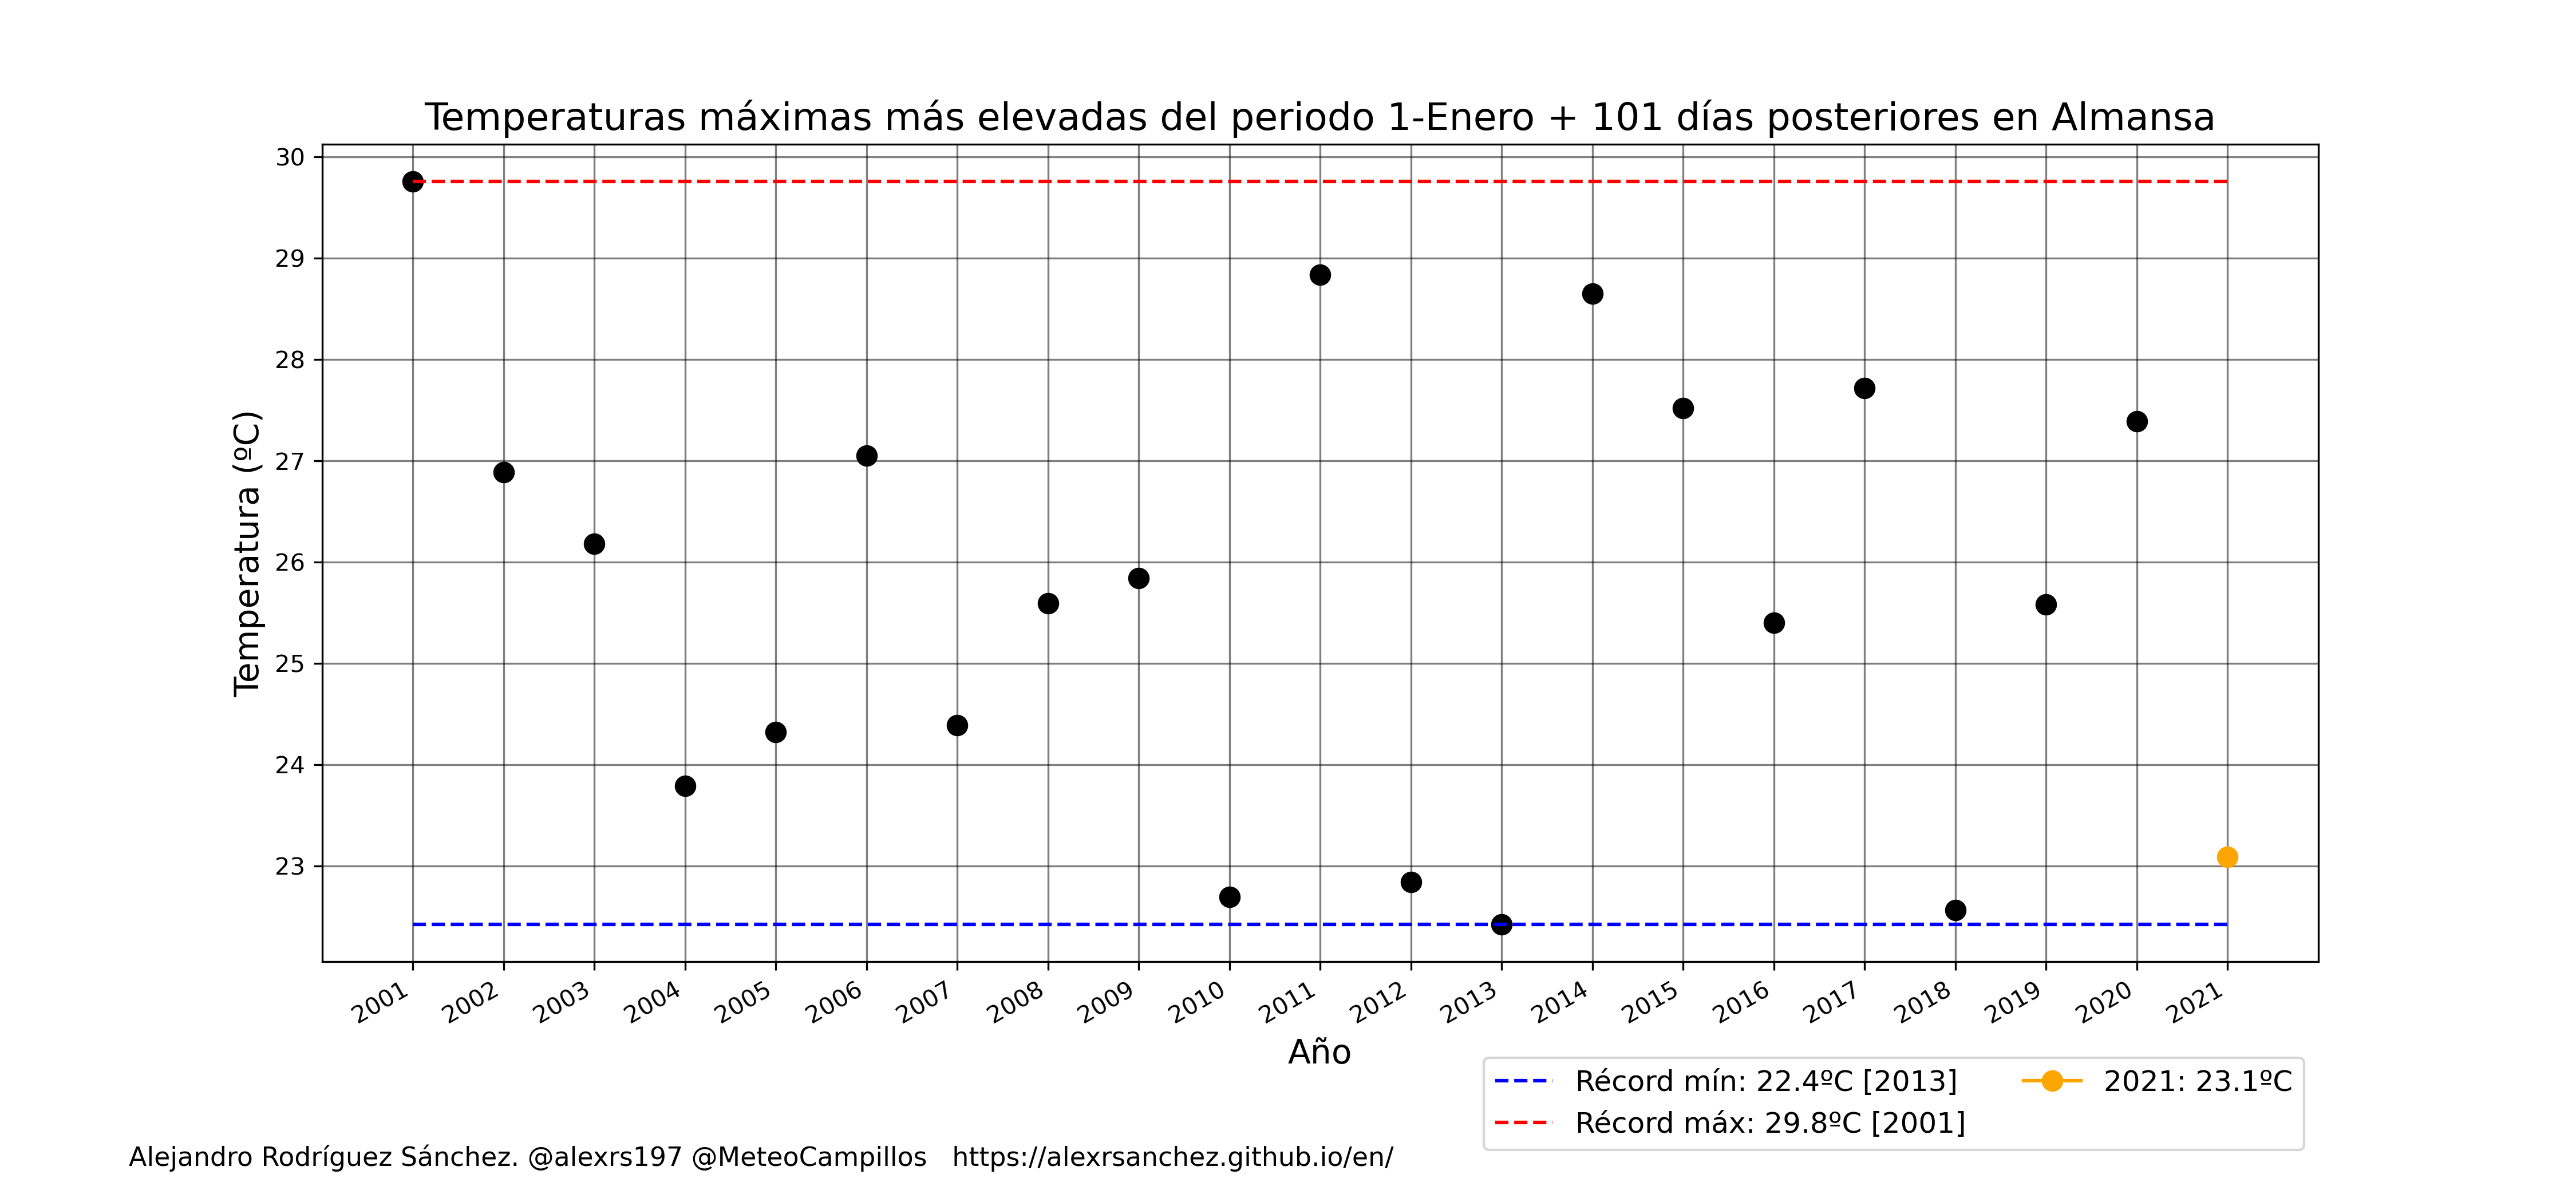 Temperaturas máximas más elevadas del periodo 1-Enero + 101 días posteriores en Almansa
Temperatura (ºC)
30
29
28
27
26
25
24
23
2001 2002 2003 2004 2005 2006 2007 2008 2009 2010 2011 2012 2013 2014 2015 2016 2017 2018 2019 2020 2021
Año
Récord mín: 22.4ºC [2013]
Récord máx: 29.8ºC [2001]
2021: 23.1ºC
Alejandro Rodríguez Sánchez. @alexrs197 @MeteoCampillos https://alexrsanchez.github.io/en/